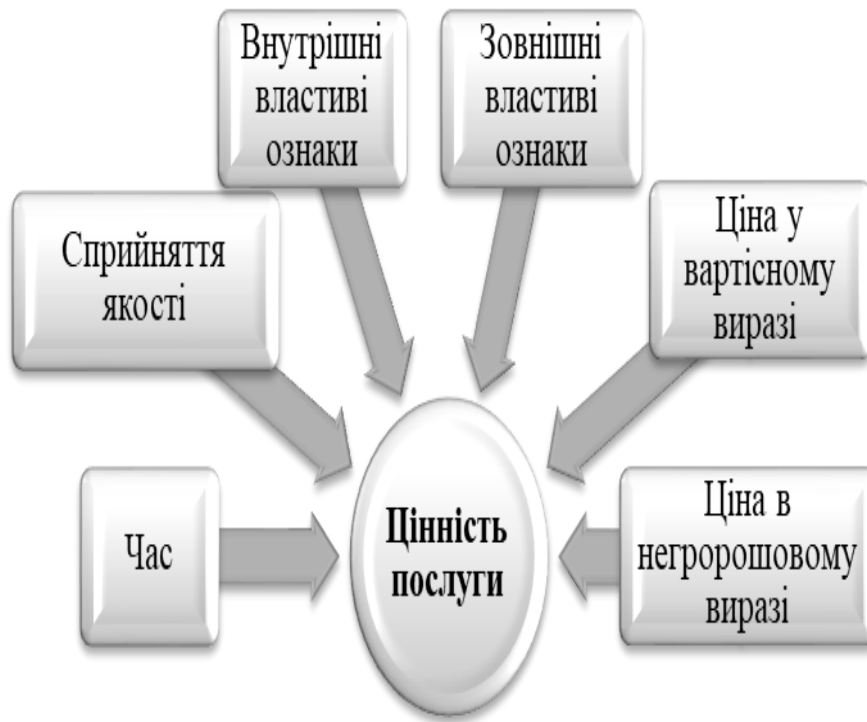 Внутрішні
властиві
ознаки
Зовнішні
властиві
ознаки
Сприйняття
якості
Ціна у
вартісному
виразі
Час
Цінність
послуги
Ціна в
негророшовому
виразі